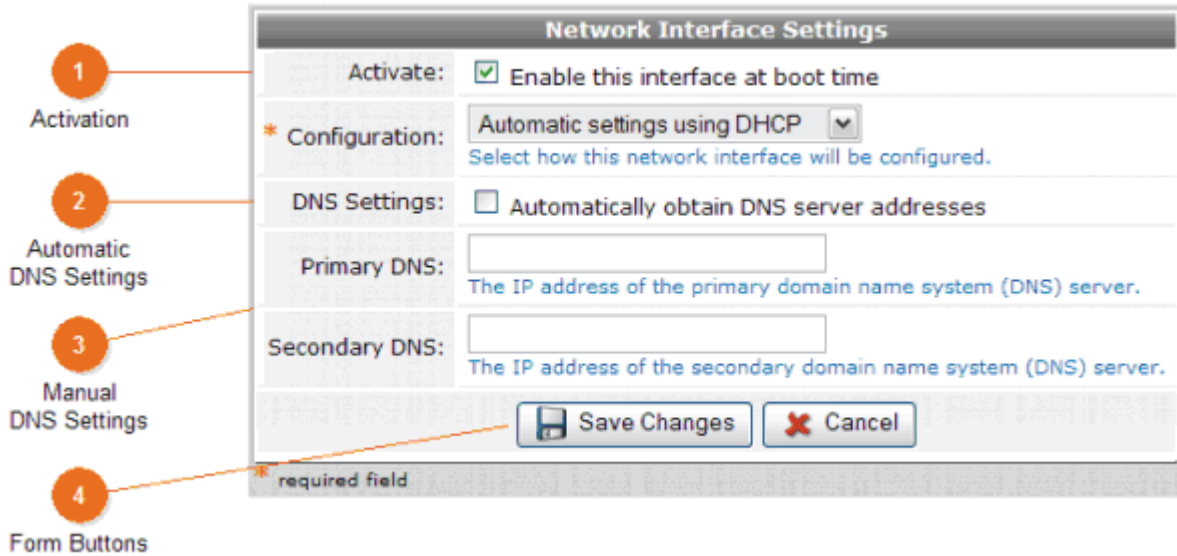 Network Interface Settings
1
Activation
Activate:
Enable this interface at boot time
* Configuration:
Automatic settings using DHCP
Select how this network interface will be configured.
2
Automatic
DNS Settings
DNS Settings:
Automatically obtain DNS server addresses
Primary DNS:
The IP address of the primary domain name system (DNS) server.
3
Manual
DNS Settings
Secondary DNS:
The IP address of the secondary domain name system (DNS) server.
Save Changes
Cancel
* required field
4
Form Buttons